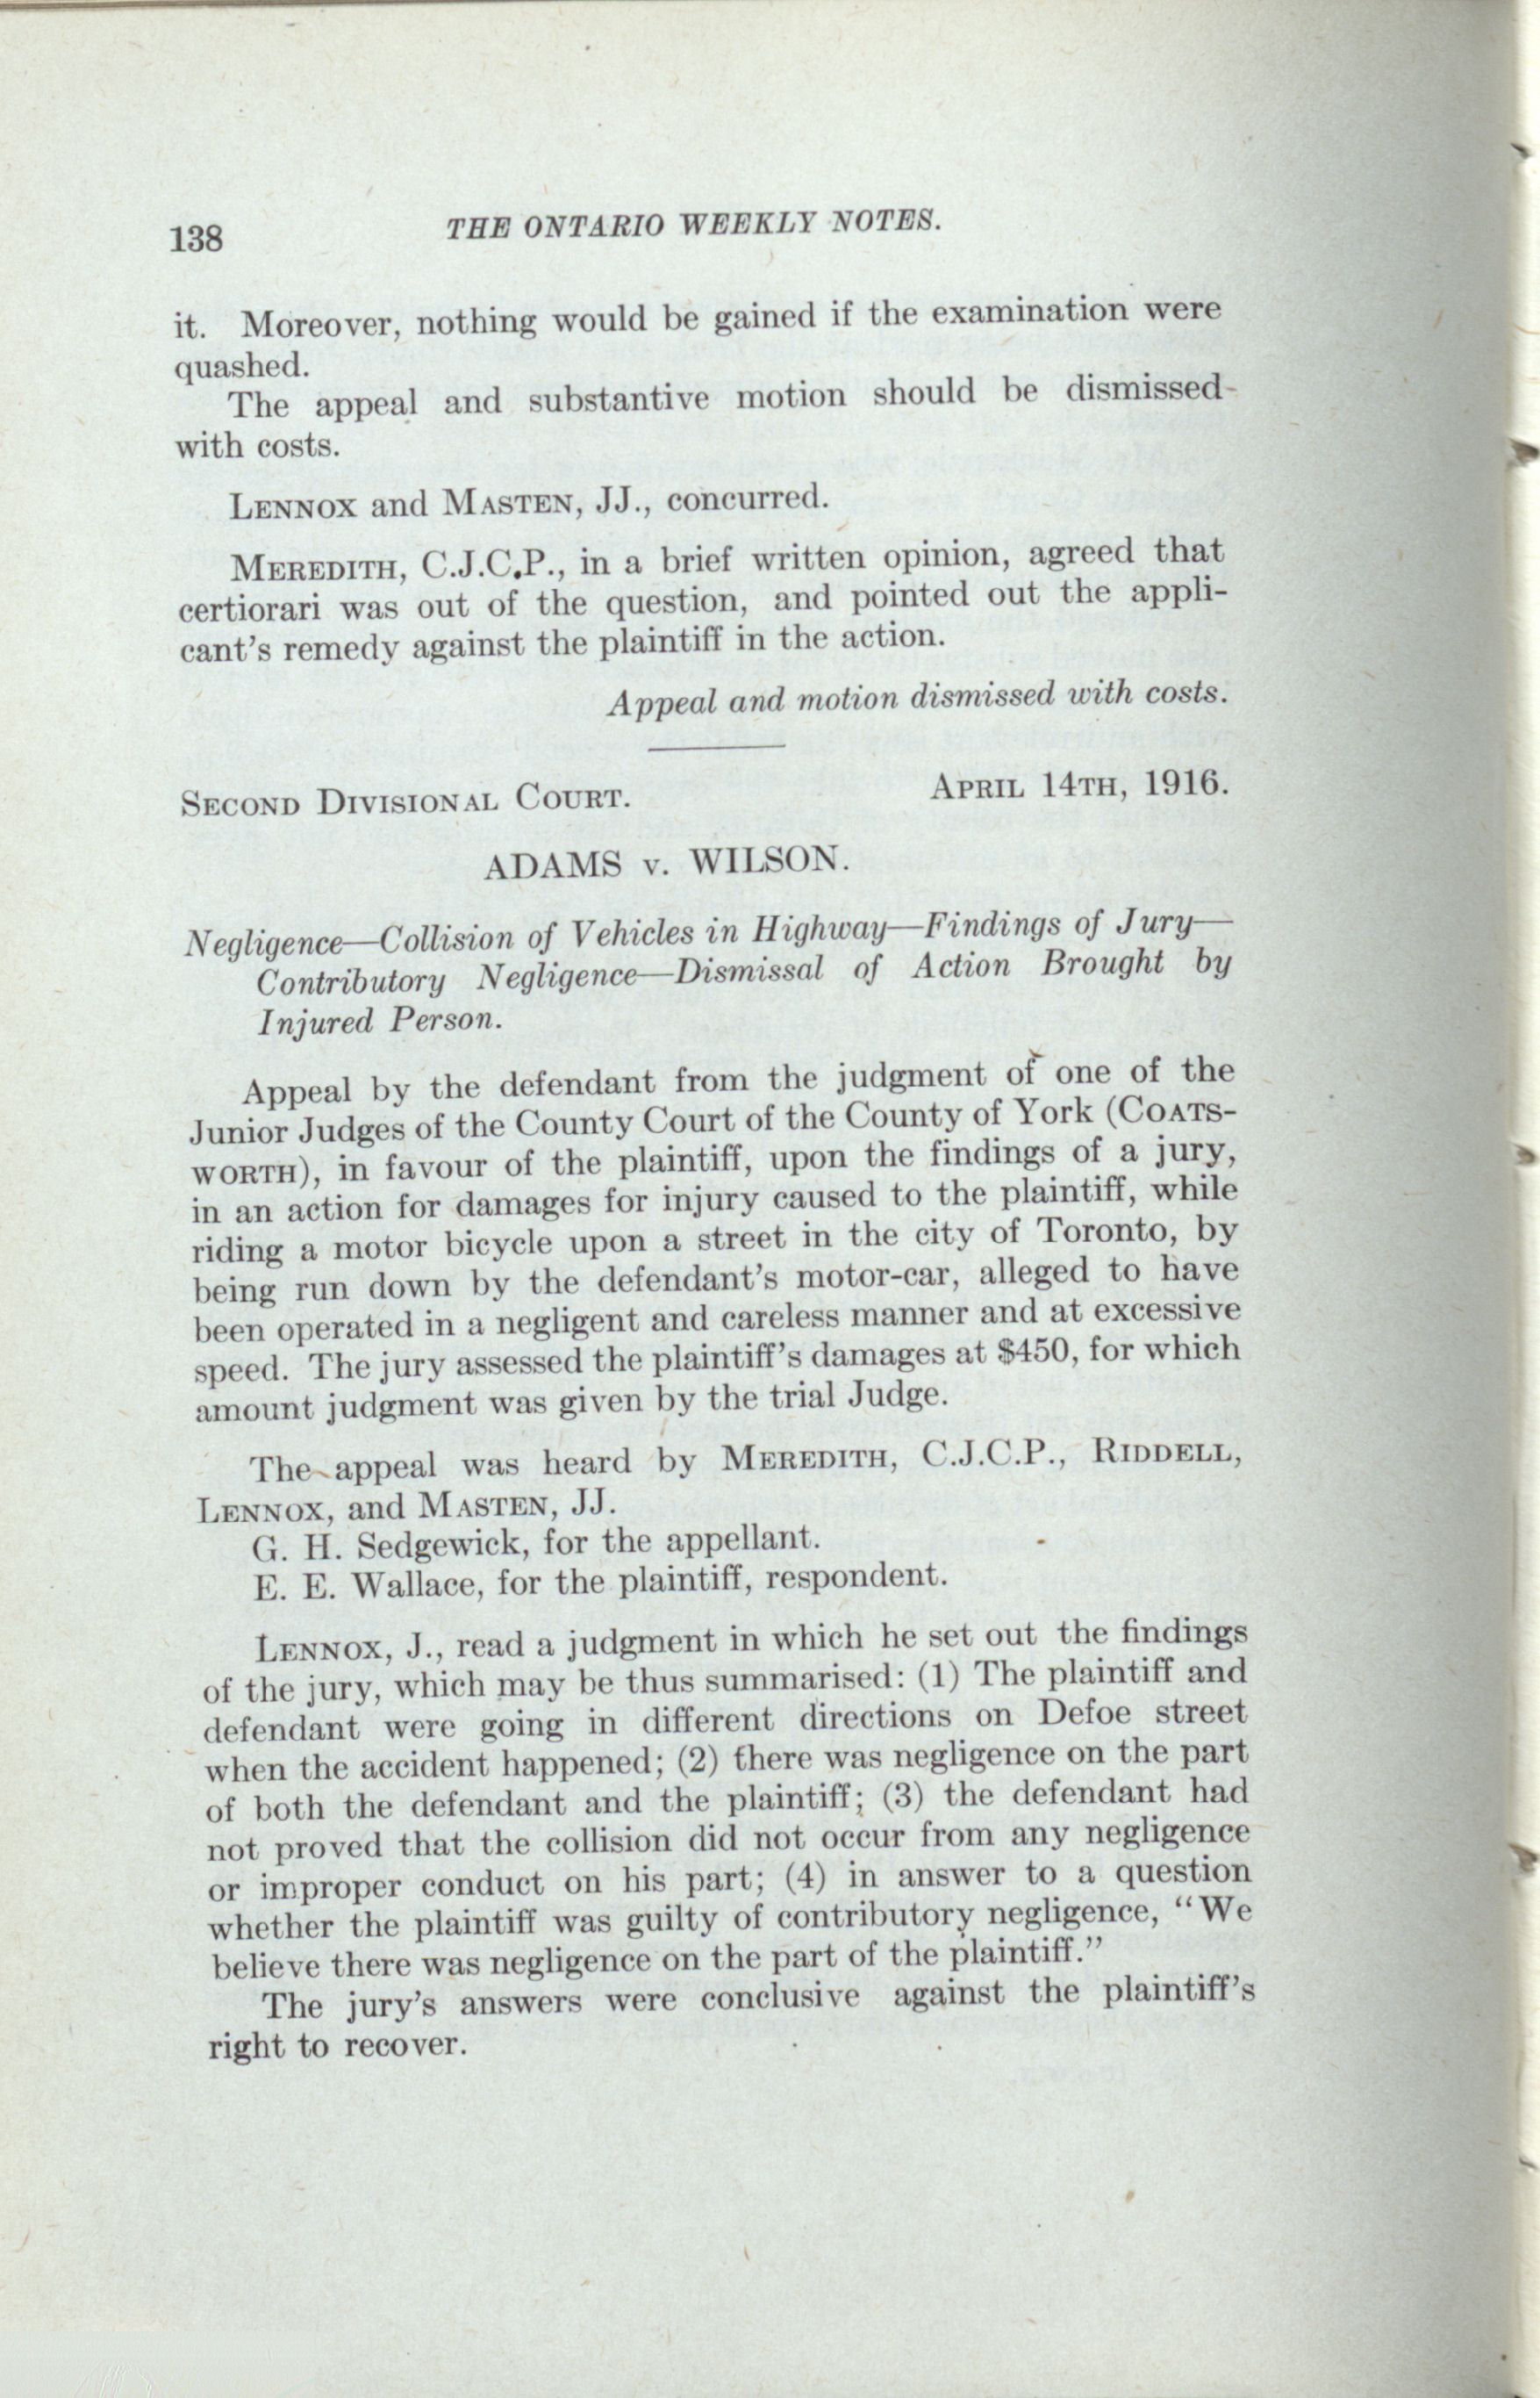 138
THE ONTARIO WEEKLY NOTES.
it. Moreover, nothing would be gained if the examination were
quashed.
The appeal and substantive motion should be dismissed
with costs.
LENNOX and MASTEN, JJ., concurred.
MEREDITH, C.J.C.P., in a brief written opinion, agreed that
certiorari was out of the question, and pointed out the appli-
cant's remedy against the plaintiff in the action.
Appeal and motion dismissed with costs.
SECOND DIVISIONAL COURT. APRIL 14TH, 1916.
ADAMS v. WILSON.
Negligence—Collision of Vehicles in Highway—Findings of Jury—
Contributory Negligence—Dismissal of Action Brought by
Injured Person.
Appeal by the defendant from the judgment of one of the
Junior Judges of the County Court of the County of York (COATS-
WORTH), in favour of the plaintiff, upon the findings of a jury,
in an action for damages for injury caused to the plaintiff, while
riding a motor bicycle upon a street in the city of Toronto, by
being run down by the defendant's motor-car, alleged to have
been operated in a negligent and careless manner and at excessive
speed. The jury assessed the plaintiff's damages at $450, for which
amount judgment was given by the trial Judge.
The appeal was heard by MEREDITH, C.J.C.P., RIDDELL,
LENNOX, and MASTEN, JJ.
G. H. Sedgewick, for the appellant.
E. E. Wallace, for the plaintiff, respondent.
LENNOX, J., read a judgment in which he set out the findings
of the jury, which may be thus summarised: (1) The plaintiff and
defendant were going in different directions on Defoe street
when the accident happened; (2) there was negligence on the part
of both the defendant and the plaintiff; (3) the defendant had
not proved that the collision did not occur from any negligence
or improper conduct on his part; (4) in answer to a question
whether the plaintiff was guilty of contributory negligence, "We
believe there was negligence on the part of the plaintiff."
The jury's answers were conclusive against the plaintiff's
right to recover.